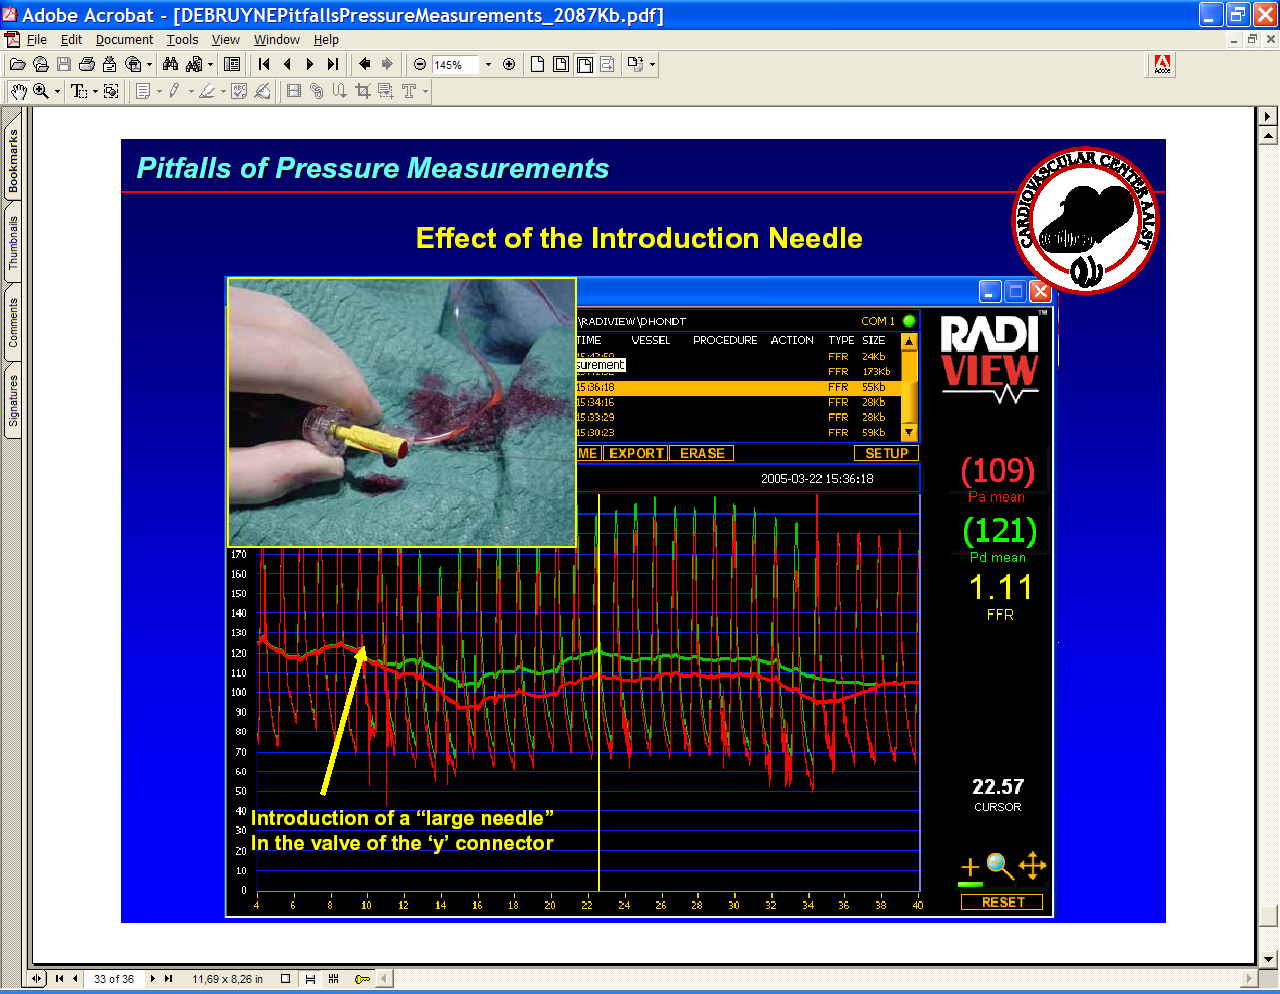 Adobe Acrobat - [DEBRUYNEPitfallsPressureMeasurements_2087Kb.pdf]
File Edit Document Tools View Window Help
145%
Adobe
Bookmarks
Thumbnails
Comments
Signatures
Pitfalls of Pressure Measurements
CARDIOVASCULAR CENTER AALST
Effect of the Introduction Needle
\RADIVIEW\DHONDT COM 1
TIME VESSEL PROCEDURE ACTION TYPE SIZE
FFR 24Kb
surement
FFR 173Kb
15:36:18 FFR 55Kb
15:34:16 FFR 28Kb
15:33:29 FFR 28Kb
15:30:23 FFR 59Kb
ME EXPORT ERASE SETUP
2005-03-22 15:36:18
RADI
VIEW
TM
(109)
Pa mean
(121)
Pd mean
1.11
FFR
22.57
CURSOR
RESET
170
160
150
140
130
120
110
100
90
80
70
60
50
40
30
20
10
0
Introduction of a “large needle”
In the valve of the ‘y’ connector
4 6 8 10 12 14 16 18 20 22 24 26 28 30 32 34 36 38 40
33 of 36 11,69 x 8,26 in